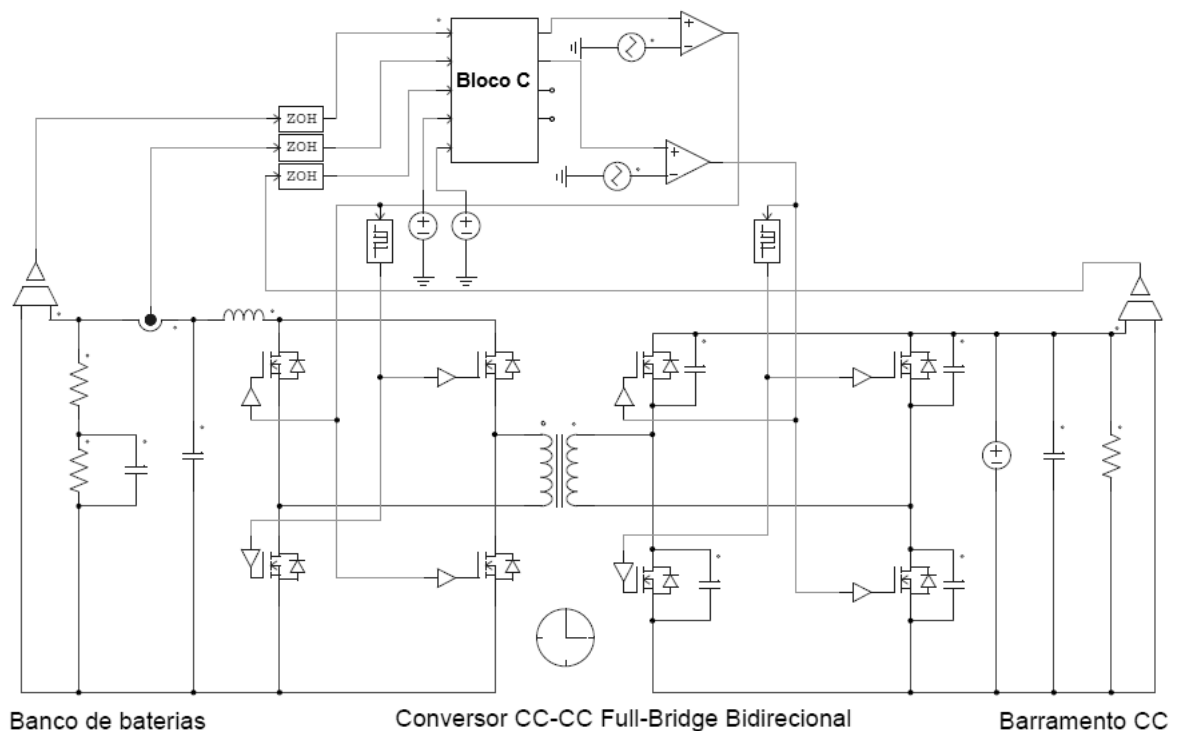 Bloco C
ZOH
ZOH
ZOH
Banco de baterias
Conversor CC-CC Full-Bridge Bidirecional
Barramento CC